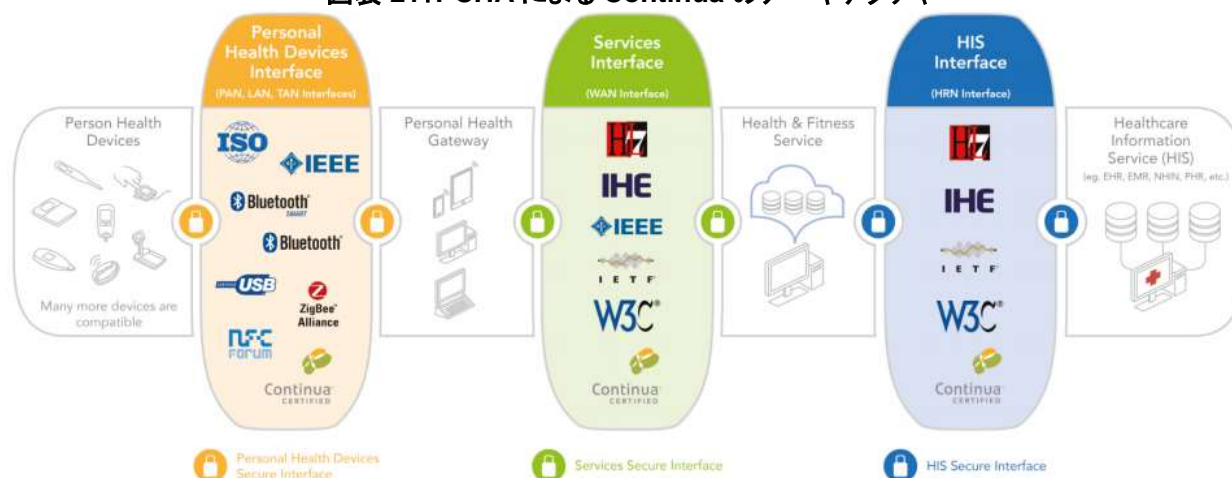 Personal
Health Devices
Interface
(PAN, LAN, TAN Interfaces)
Services
Interface
(WAN Interface)
HIS
Interface
(HRN Interface)
Person Health
Devices
Many more devices are
compatible
ISO
IEEE
Bluetooth
SMART
Bluetooth
USB
ZigBee
Alliance
NFC
FORUM
Continua
CERTIFIED
Personal Health
Gateway
HL7
IHE
IEEE
I E T F
W3C
Continua
CERTIFIED
Health & Fitness
Service
HL7
IHE
I E T F
W3C
Continua
CERTIFIED
Healthcare
Information
Service (HIS)
(eg. EHR, EMR, NHIN, PHR, etc.)
Personal Health Devices
Secure Interface
Services Secure Interface
HIS Secure Interface